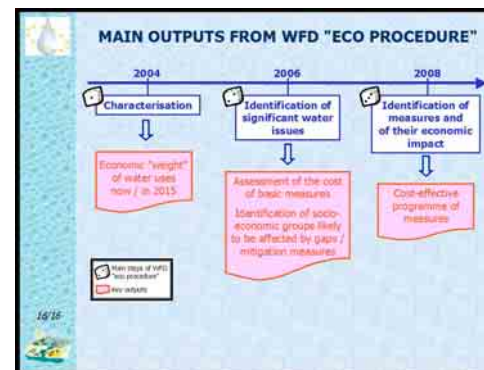 MAIN OUTPUTS FROM WFD "ECO PROCEDURE"
2004
2006
2008
Characterisation
Identification of
significant water
issues
Identification of
measures and
of their economic
impact
Economic "weight"
of water uses
now / in 2015
Assessment of the cost
of basic measures
Identification of socio-
economic groups likely
to be affected by gaps /
mitigation measures
Cost-effective
programme of
measures
Main steps of WFD
"eco procedure"
Key outputs
16/16